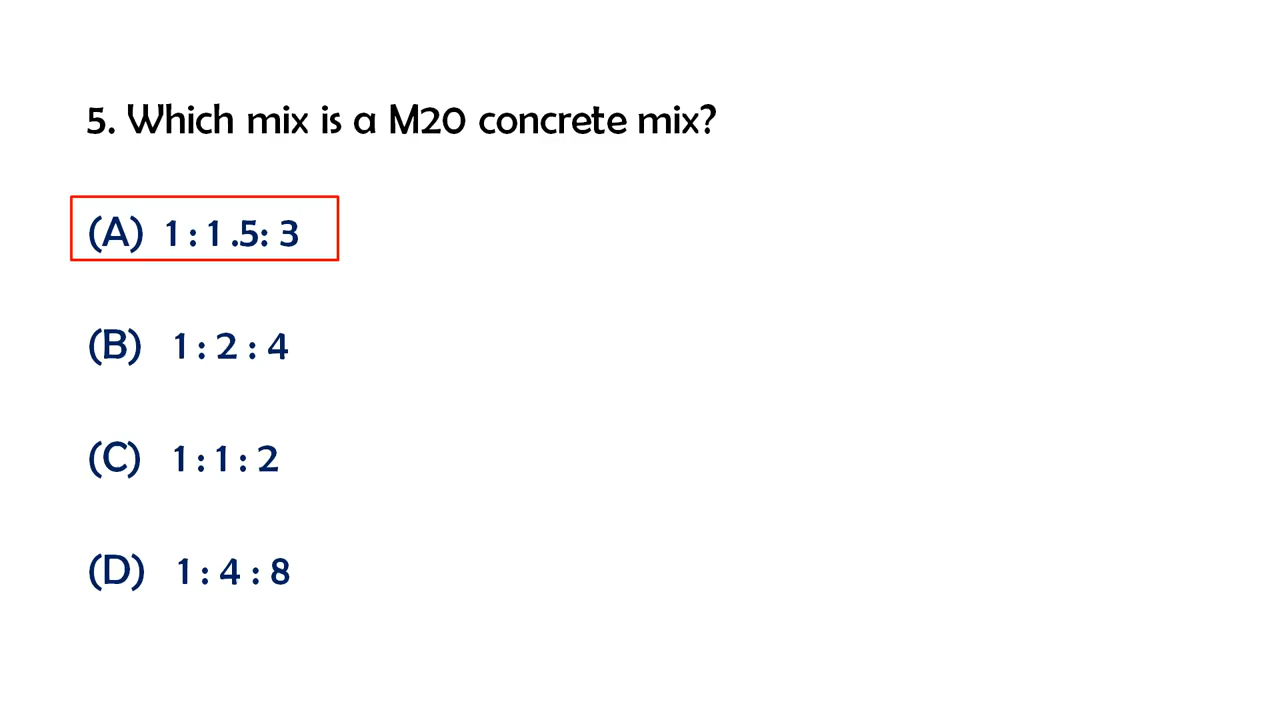 5. Which mix is a M20 concrete mix?
(A) 1 : 1 .5: 3
(B) 1 : 2 : 4
(C) 1 : 1 : 2
(D) 1 : 4 : 8